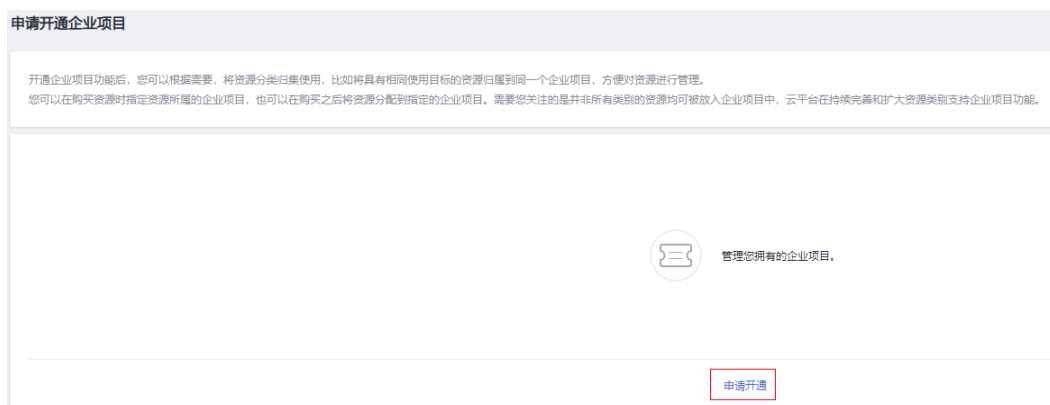 申请开通企业项目
开通企业项目功能后，您可以根据需要，将资源分类归集使用，比如将具有相同使用目标的资源归属到同一个企业项目，方便对资源进行管理。
您可以在购买资源时指定资源所属的企业项目，也可以在购买之后将资源分配到指定的企业项目。需要您关注的是并非所有类别的资源均可被放入企业项目中，云平台在持续完善和扩大资源类别支持企业项目功能。
管理您拥有的企业项目。
申请开通